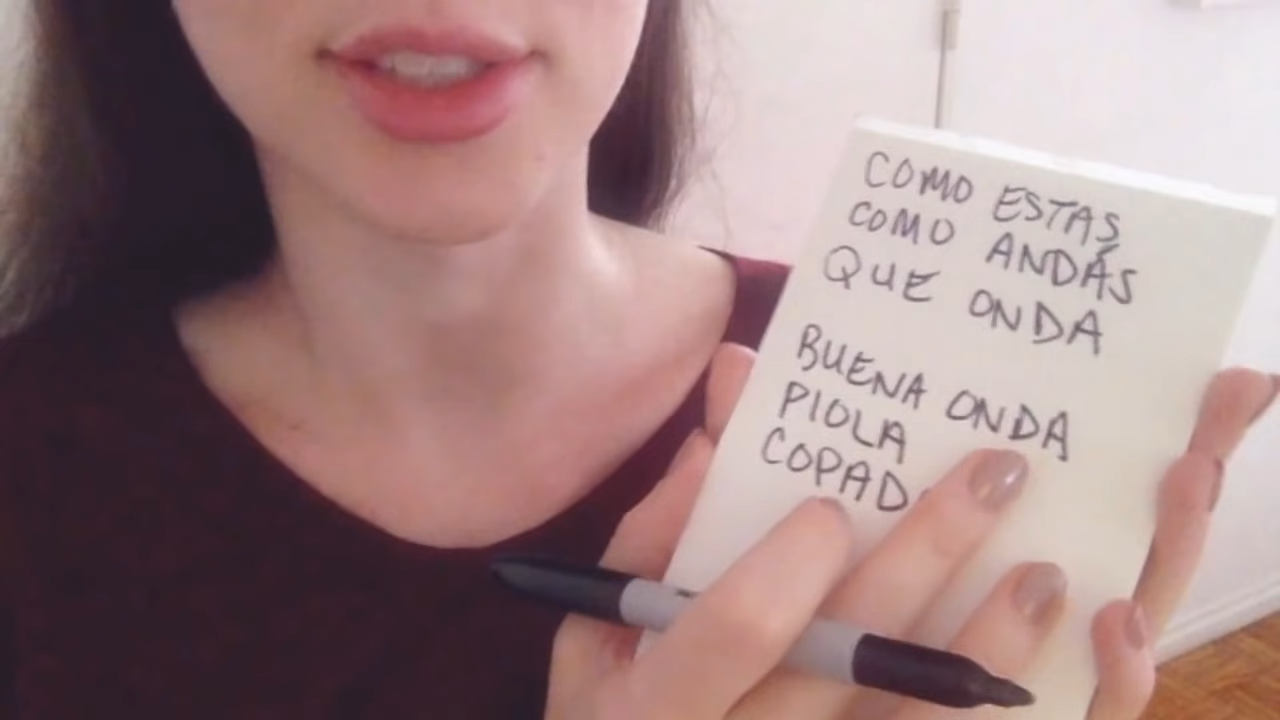 COMO ESTAS
COMO ANDÁS
QUE ONDA
BUENA ONDA
PIOLA